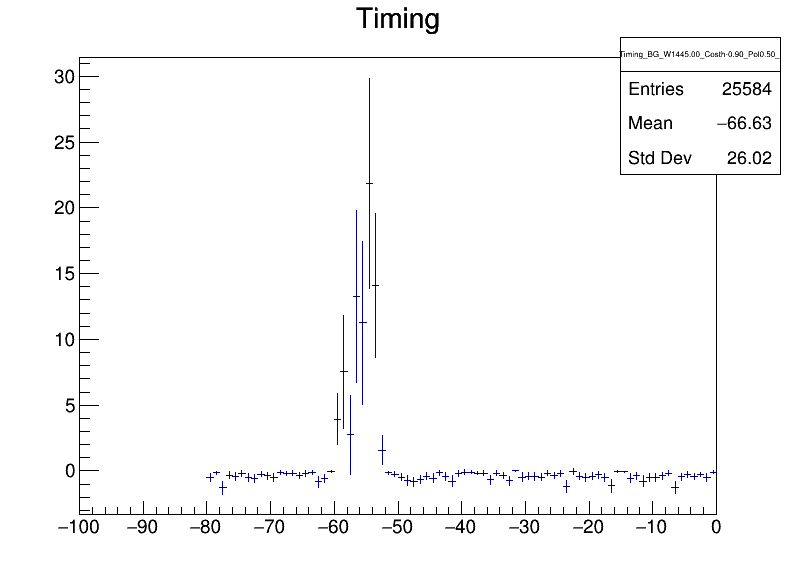 Timing
Timing_BG_W1445.00_Costh-0.90_Pol0.50_
Entries 25584
Mean −66.63
Std Dev 26.02
30
25
20
15
10
5
0
−100 −90 −80 −70 −60 −50 −40 −30 −20 −10 0